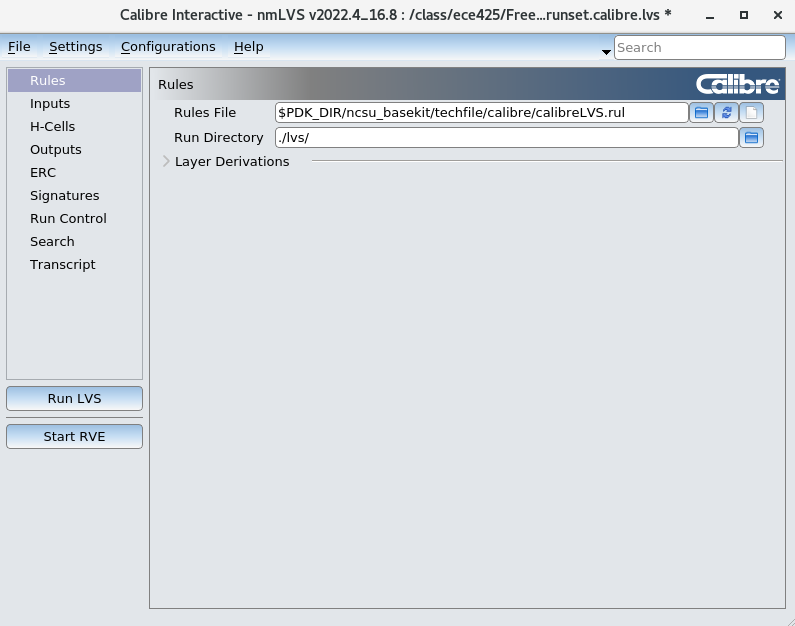 Calibre Interactive - nmLVS v2022.4_16.8 : /class/ece425/Free...runset.calibre.lvs *
File Settings Configurations Help Search
Rules
Inputs
H-Cells
Outputs
ERC
Signatures
Run Control
Search
Transcript
Run LVS
Start RVE
Rules Calibre
Rules File $PDK_DIR/ncsu_basekit/techfile/calibre/calibreLVS.rul
Run Directory ./lvs/
Layer Derivations